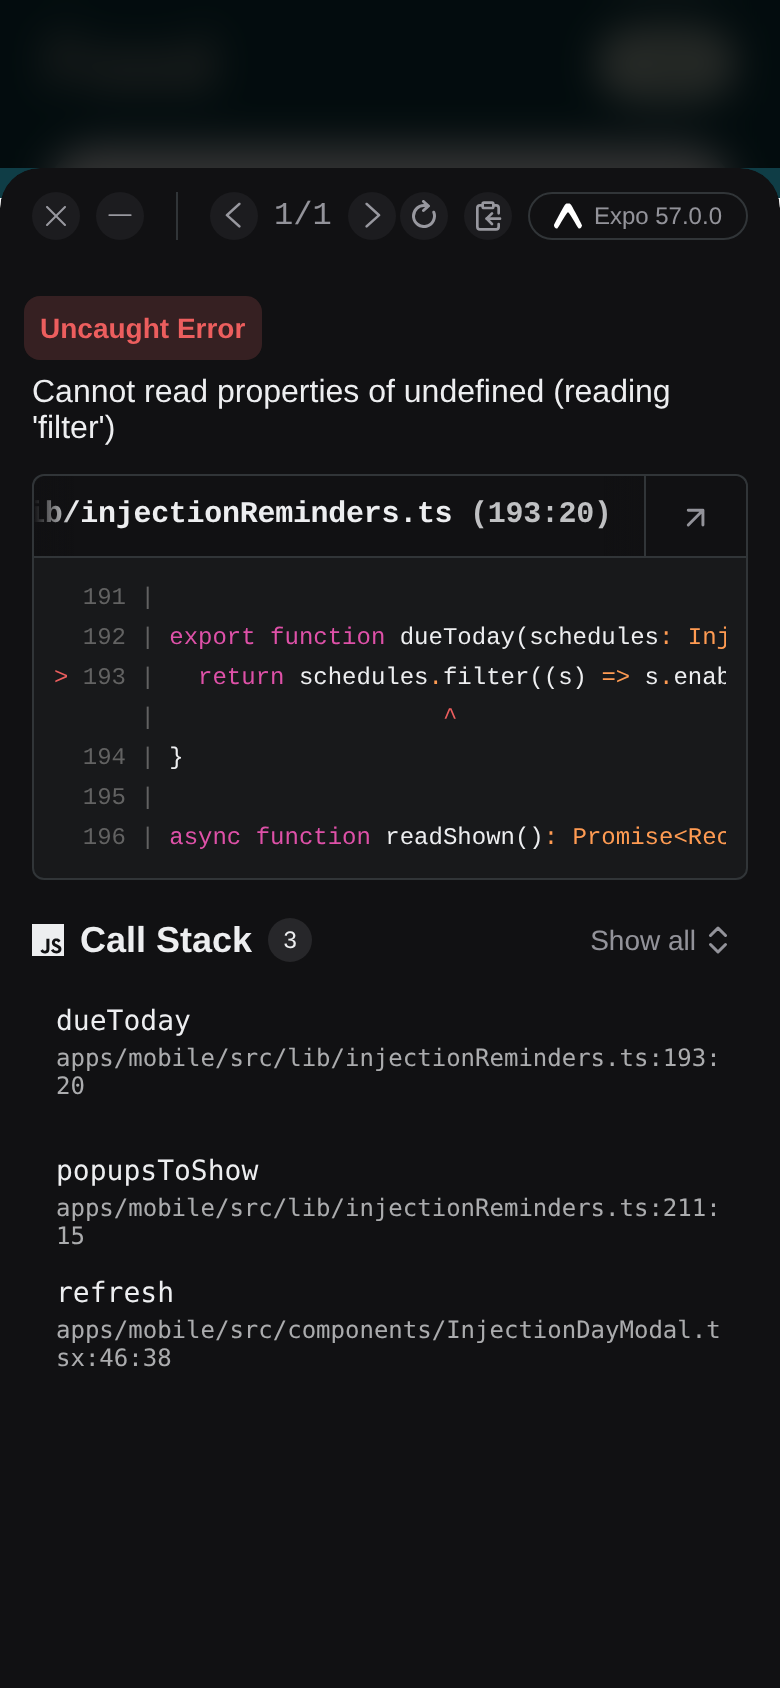 1/1
Expo 57.0.0
Uncaught Error
Cannot read properties of undefined (reading
'filter')
b/injectionReminders.ts (193:20)
191 |
192 | export function dueToday(schedules: Inj
> 193 |   return schedules.filter((s) => s.enab
|                    ^
194 | }
195 |
196 | async function readShown(): Promise<Rec
JS Call Stack 3
Show all
dueToday
apps/mobile/src/lib/injectionReminders.ts:193:
20
popupsToShow
apps/mobile/src/lib/injectionReminders.ts:211:
15
refresh
apps/mobile/src/components/InjectionDayModal.t
sx:46:38